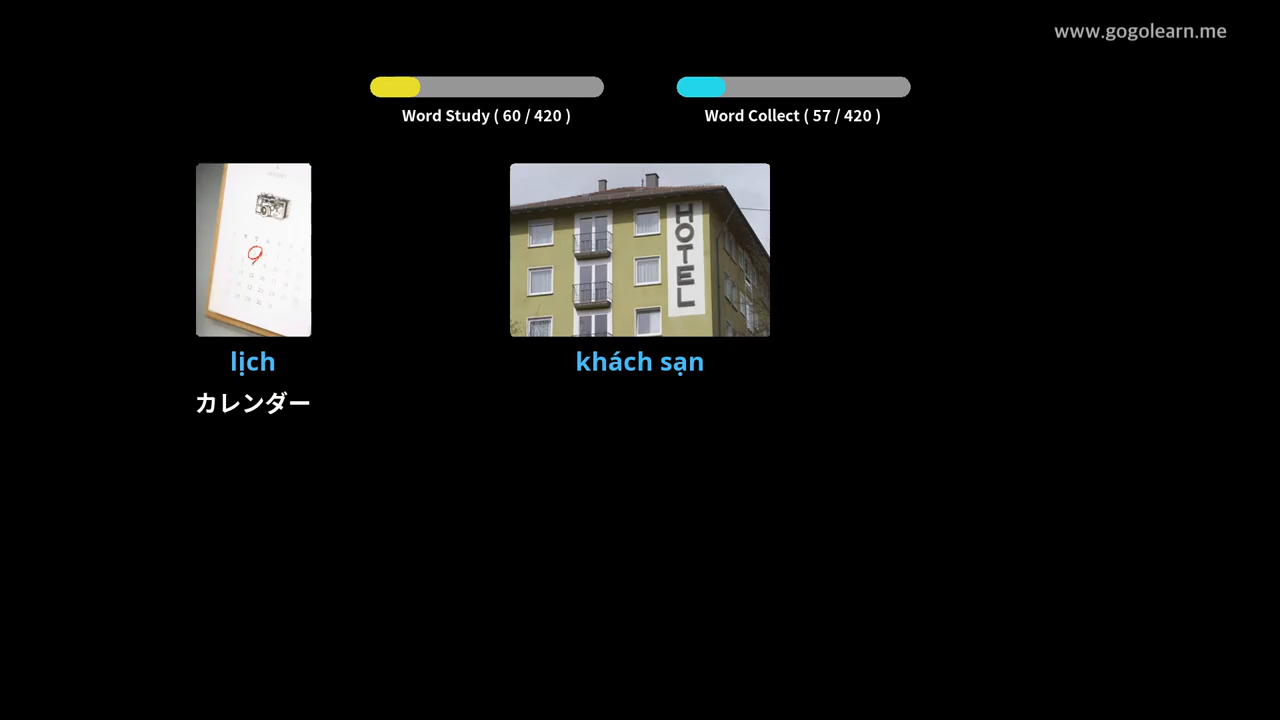 www.gogolearn.me
Word Study ( 60 / 420 )
Word Collect ( 57 / 420 )
HOTEL
lịch
khách sạn
カレンダー